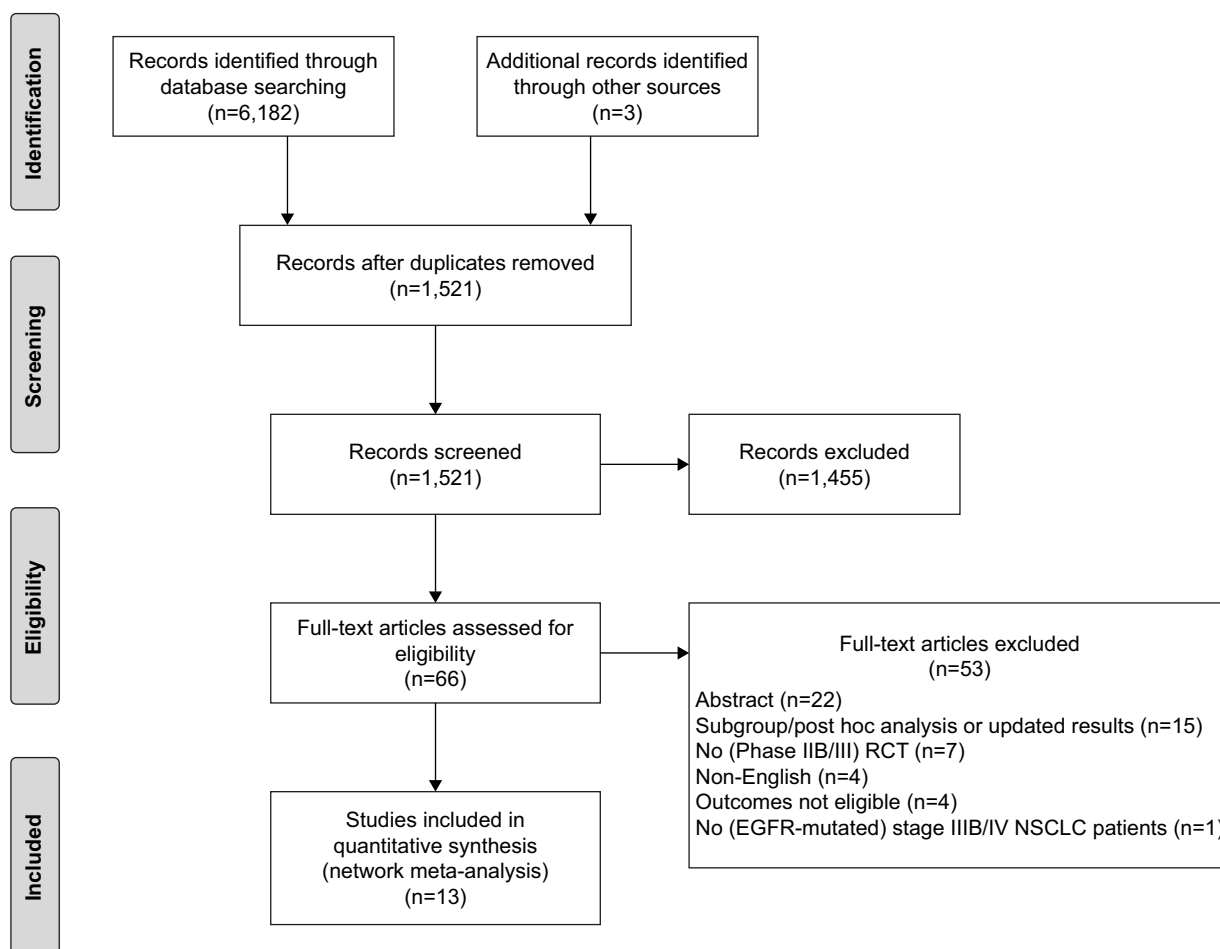 Identification
Records identified through
database searching
(n=6,182)
Additional records identified
through other sources
(n=3)
Records after duplicates removed
(n=1,521)
Screening
Records screened
(n=1,521)
Records excluded
(n=1,455)
Eligibility
Full-text articles assessed for
eligibility
(n=66)
Full-text articles excluded
(n=53)
Abstract (n=22)
Subgroup/post hoc analysis or updated results (n=15)
No (Phase IIB/III) RCT (n=7)
Non-English (n=4)
Outcomes not eligible (n=4)
No (EGFR-mutated) stage IIIB/IV NSCLC patients (n=1)
Included
Studies included in
quantitative synthesis
(network meta-analysis)
(n=13)